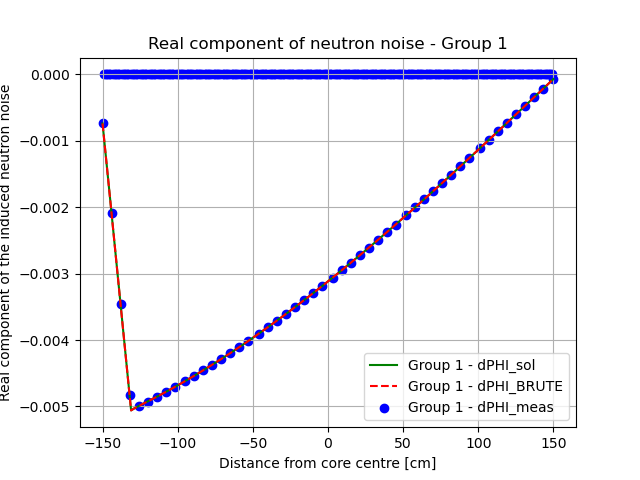 Real component of neutron noise - Group 1
Real component of the induced neutron noise
0.000
−0.001
−0.002
−0.003
−0.004
−0.005
−150
−100
−50
0
50
100
150
Distance from core centre [cm]
Group 1 - dPHI_sol
Group 1 - dPHI_BRUTE
Group 1 - dPHI_meas